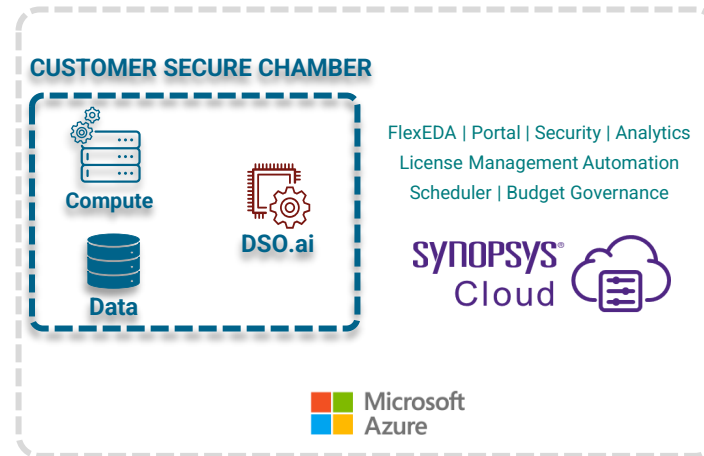 CUSTOMER SECURE CHAMBER
Compute
DSO.ai
Data
FlexEDA | Portal | Security | Analytics
License Management Automation
Scheduler | Budget Governance
SYNOPSYS®
Cloud
Microsoft
Azure